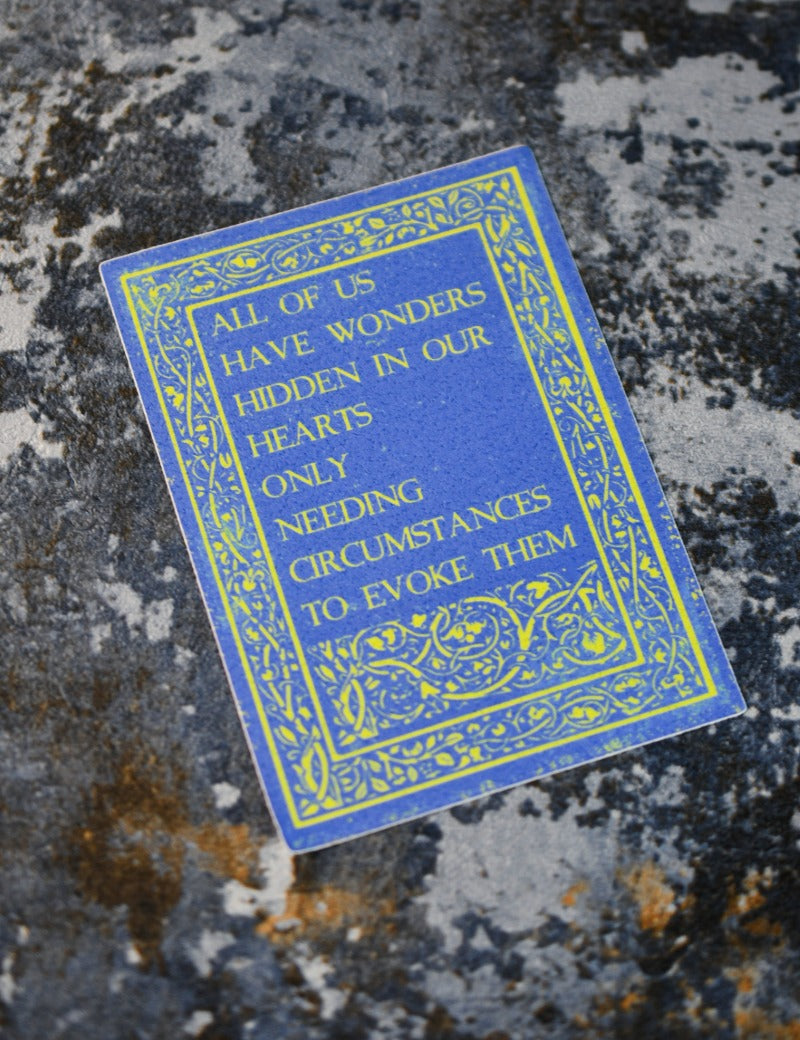 ALL OF US
HAVE WONDERS
HIDDEN IN OUR
HEARTS
ONLY
NEEDING
CIRCUMSTANCES
TO EVOKE THEM